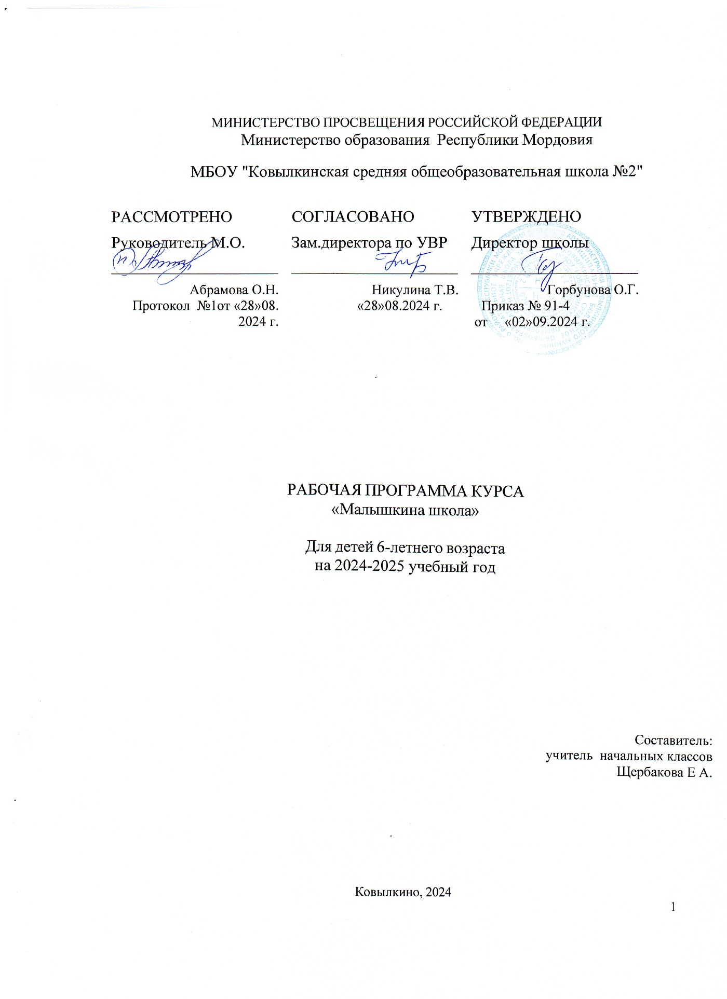 МИНИСТЕРСТВО ПРОСВЕЩЕНИЯ РОССИЙСКОЙ ФЕДЕРАЦИИ
Министерство образования  Республики Мордовия
МБОУ "Ковылкинская средняя общеобразовательная школа №2"
РАССМОТРЕНО
Руководитель М.О.
Абрамова О.Н.
Протокол  №1от «28»08.
2024 г.
СОГЛАСОВАНО
Зам.директора по УВР
Никулина Т.В.
«28»08.2024 г.
УТВЕРЖДЕНО
Директор школы
Горбунова О.Г.
Приказ № 91-4
от     «02»09.2024 г.
РАБОЧАЯ ПРОГРАММА КУРСА
«Малышкина школа»
Для детей 6-летнего возраста
на 2024-2025 учебный год
Составитель:
учитель  начальных классов
Щербакова Е А.
Ковылкино, 2024
1